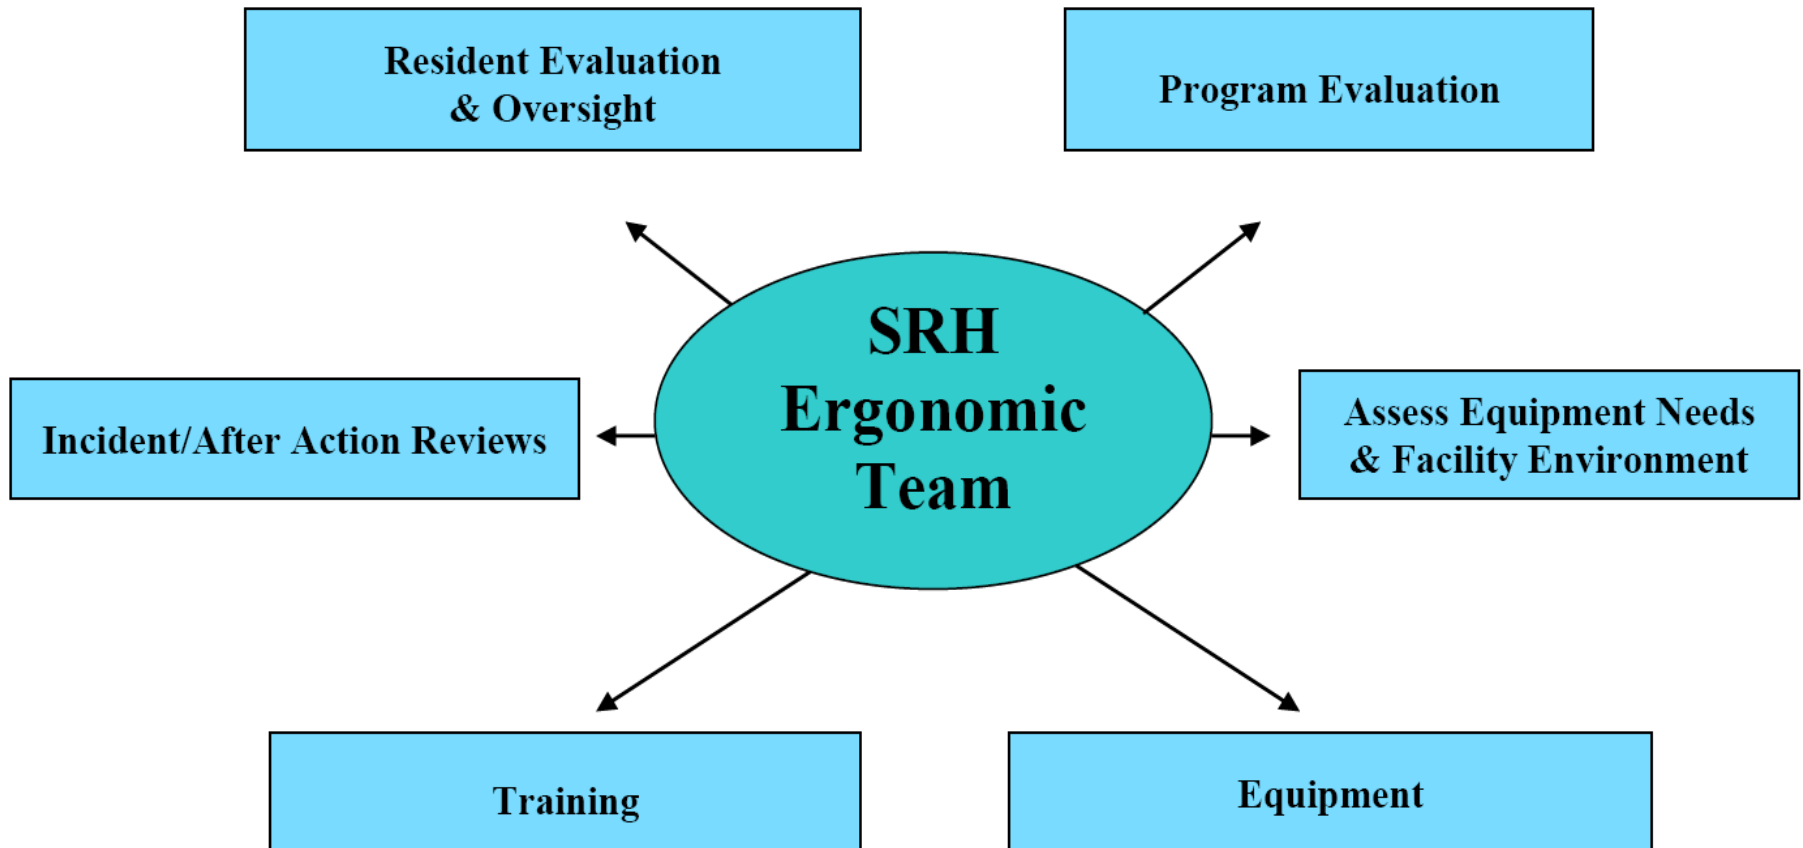 Resident Evaluation
& Oversight
Program Evaluation
SRH
Ergonomic
Team
Incident/After Action Reviews
Assess Equipment Needs
& Facility Environment
Training
Equipment